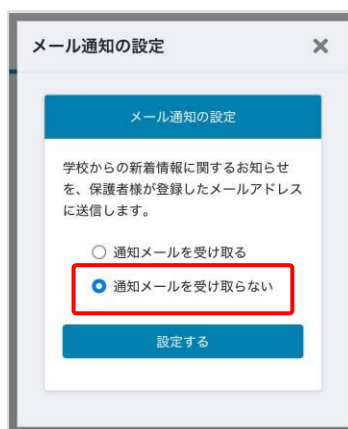 メール通知の設定
メール通知の設定
学校からの新着情報に関するお知らせ
を、保護者様が登録したメールアドレス
に送信します。
通知メールを受け取る
通知メールを受け取らない
設定する